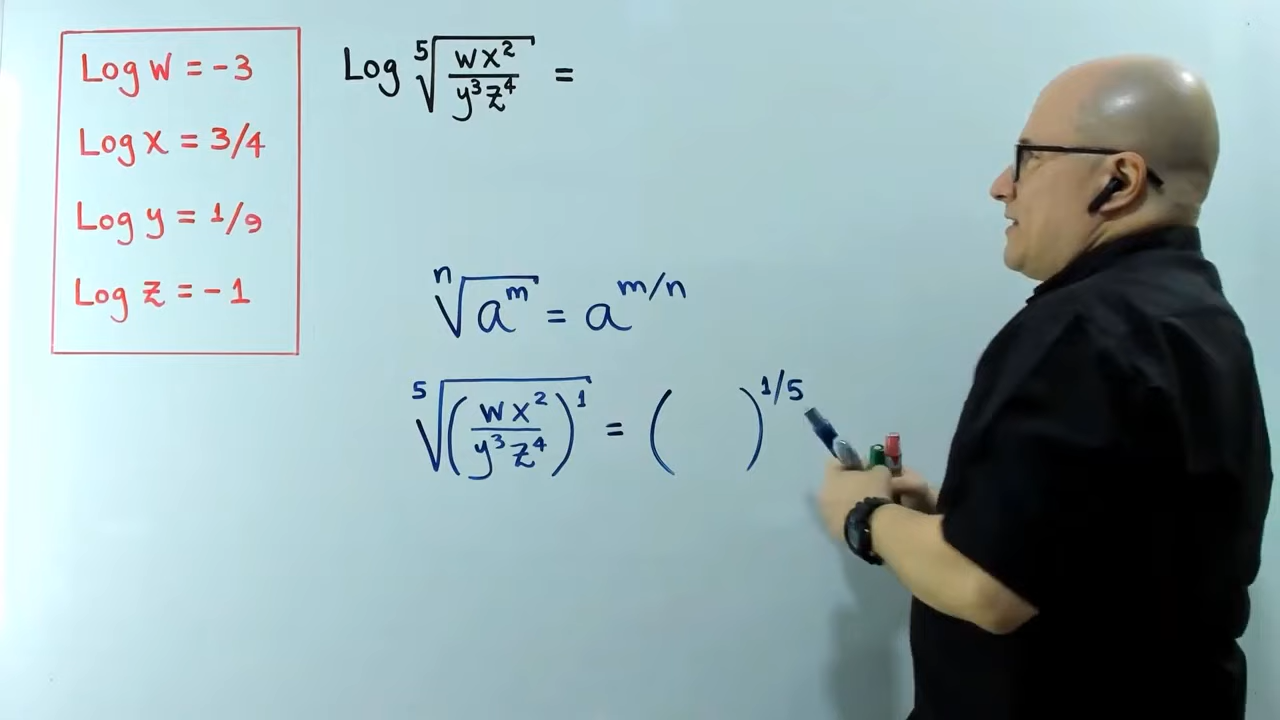 Log w = -3
Log x = 3/4
Log y = 1/9
Log z = -1
Log ⁵√(wx²/y³z⁴) =
ⁿ√aᵐ = a^m/n
⁵√(wx²/y³z⁴)¹ = ( )^1/5